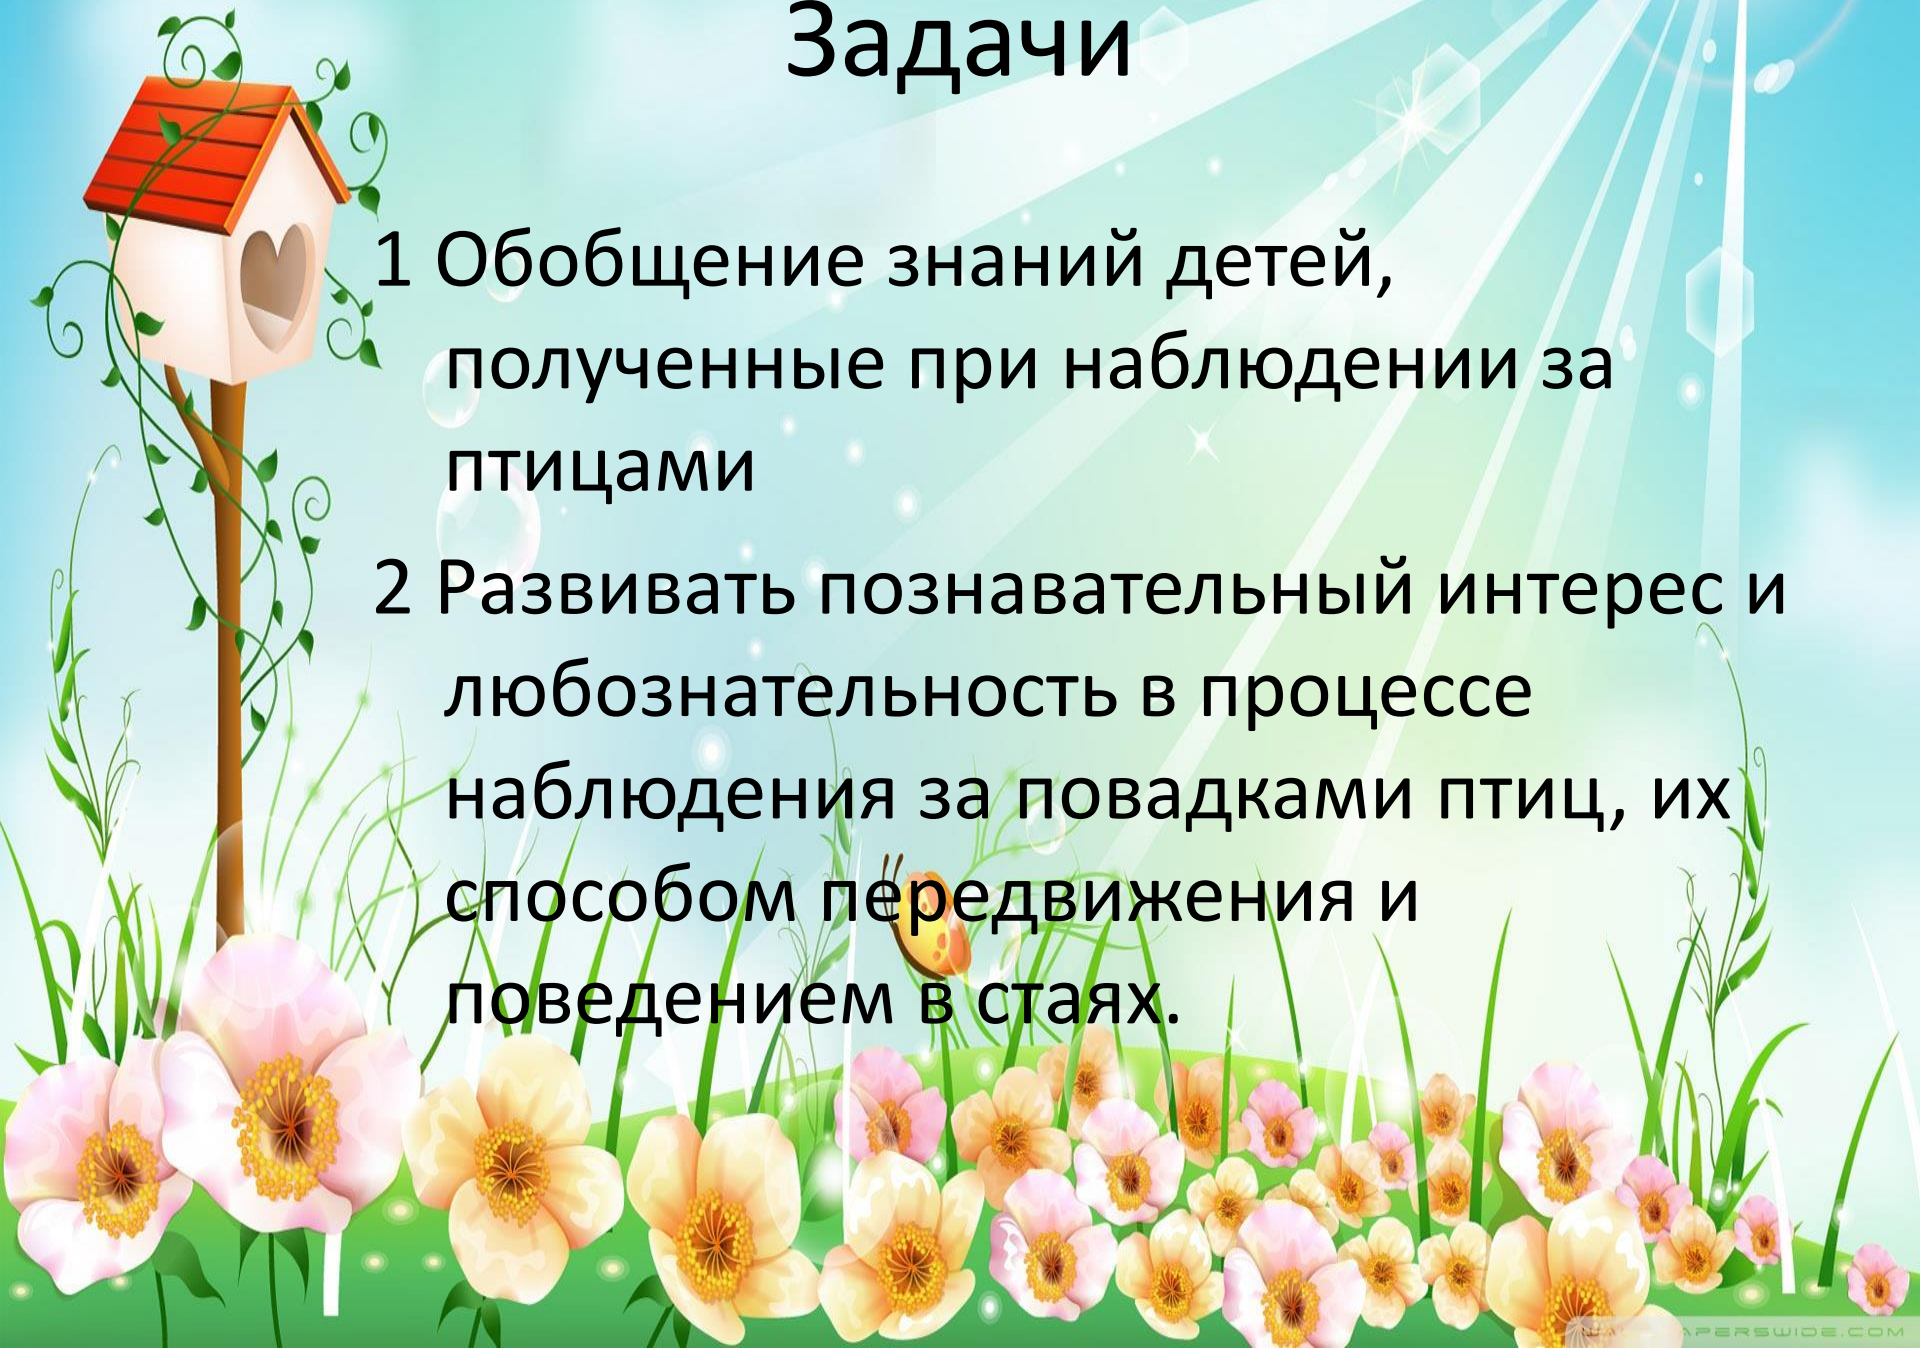 Задачи
1 Обобщение знаний детей,
полученные при наблюдении за
птицами
2 Развивать познавательный интерес и
любознательность в процессе
наблюдения за повадками птиц, их
способом передвижения и
поведением в стаях.